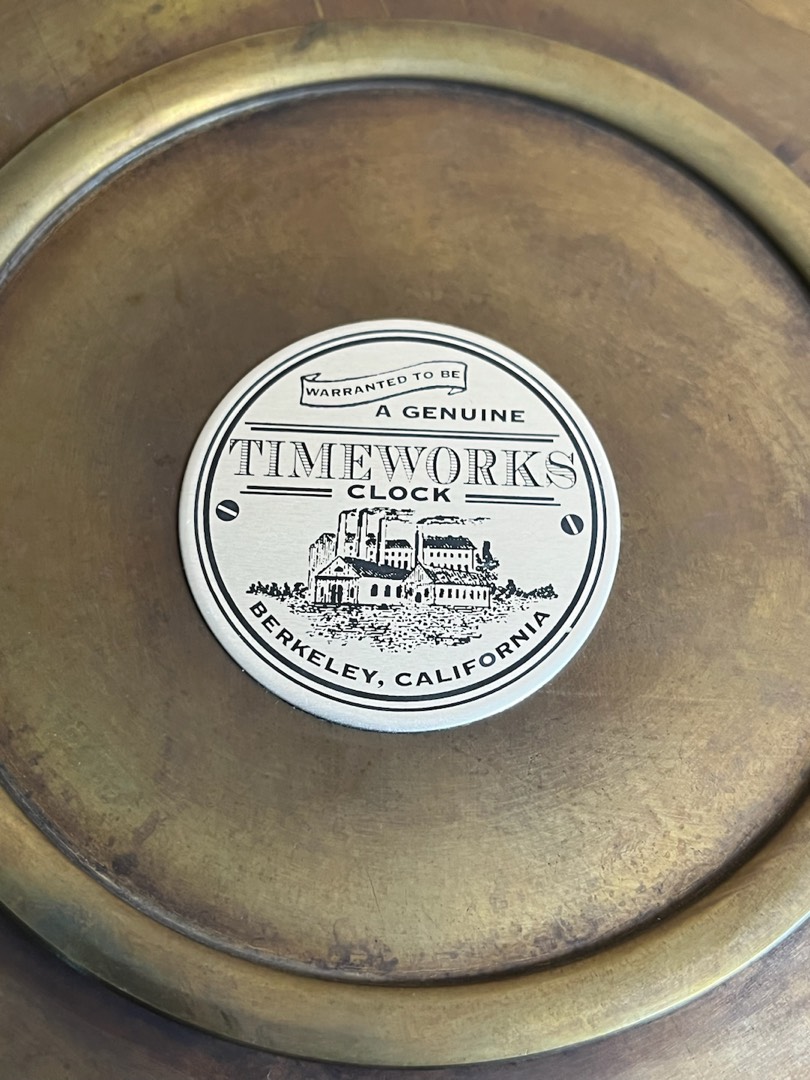 WARRANTED TO BE
A GENUINE
TIMEWORKS
CLOCK
BERKELEY, CALIFORNIA